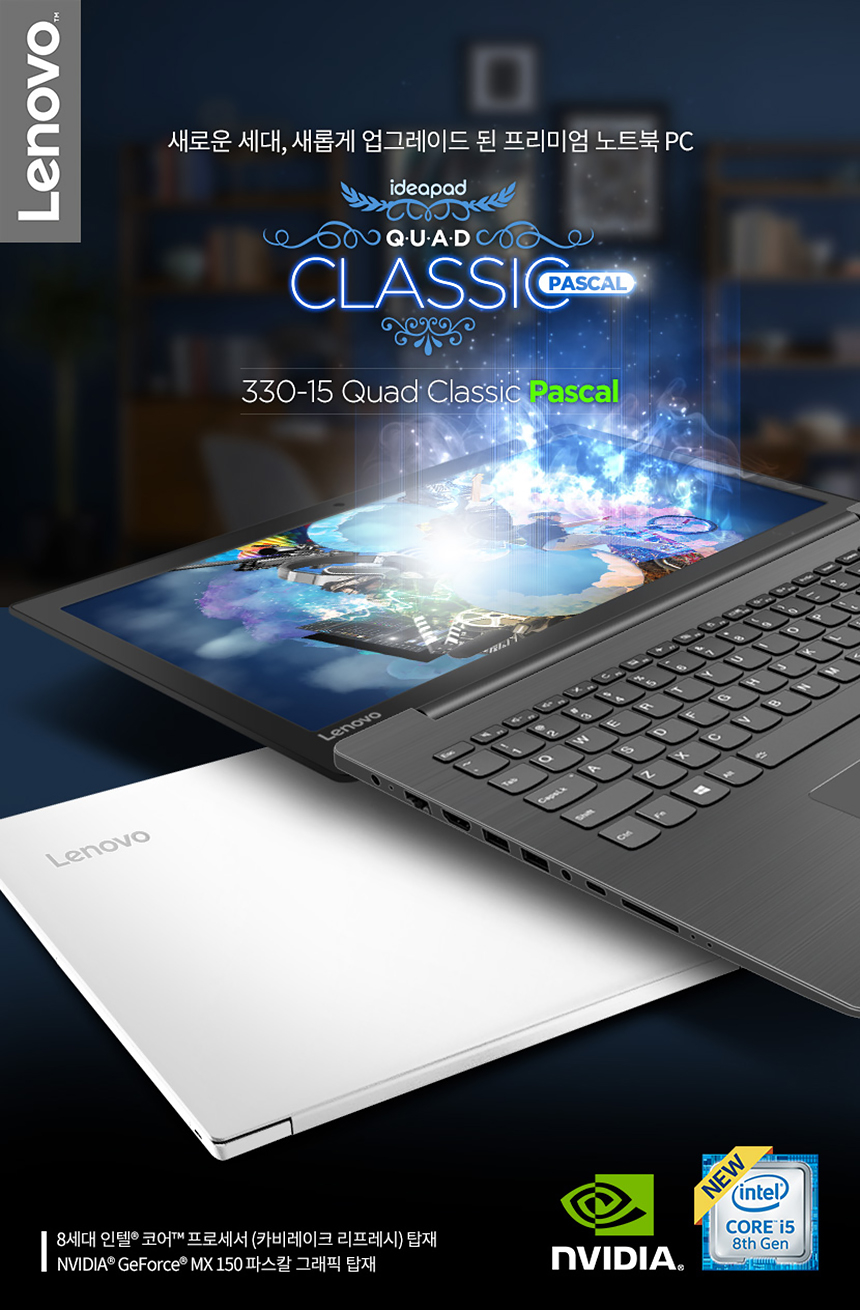 Lenovo™
새로운 세대, 새롭게 업그레이드 된 프리미엄 노트북 PC
ideapad
Q·U·A·D
CLASSIC PASCAL
330-15 Quad Classic Pascal
Lenovo
Lenovo
NEW
intel®
CORE™ i5
8th Gen
8세대 인텔® 코어™ 프로세서 (카비레이크 리프레시) 탑재
NVIDIA® GeForce® MX 150 파스칼 그래픽 탑재
NVIDIA®